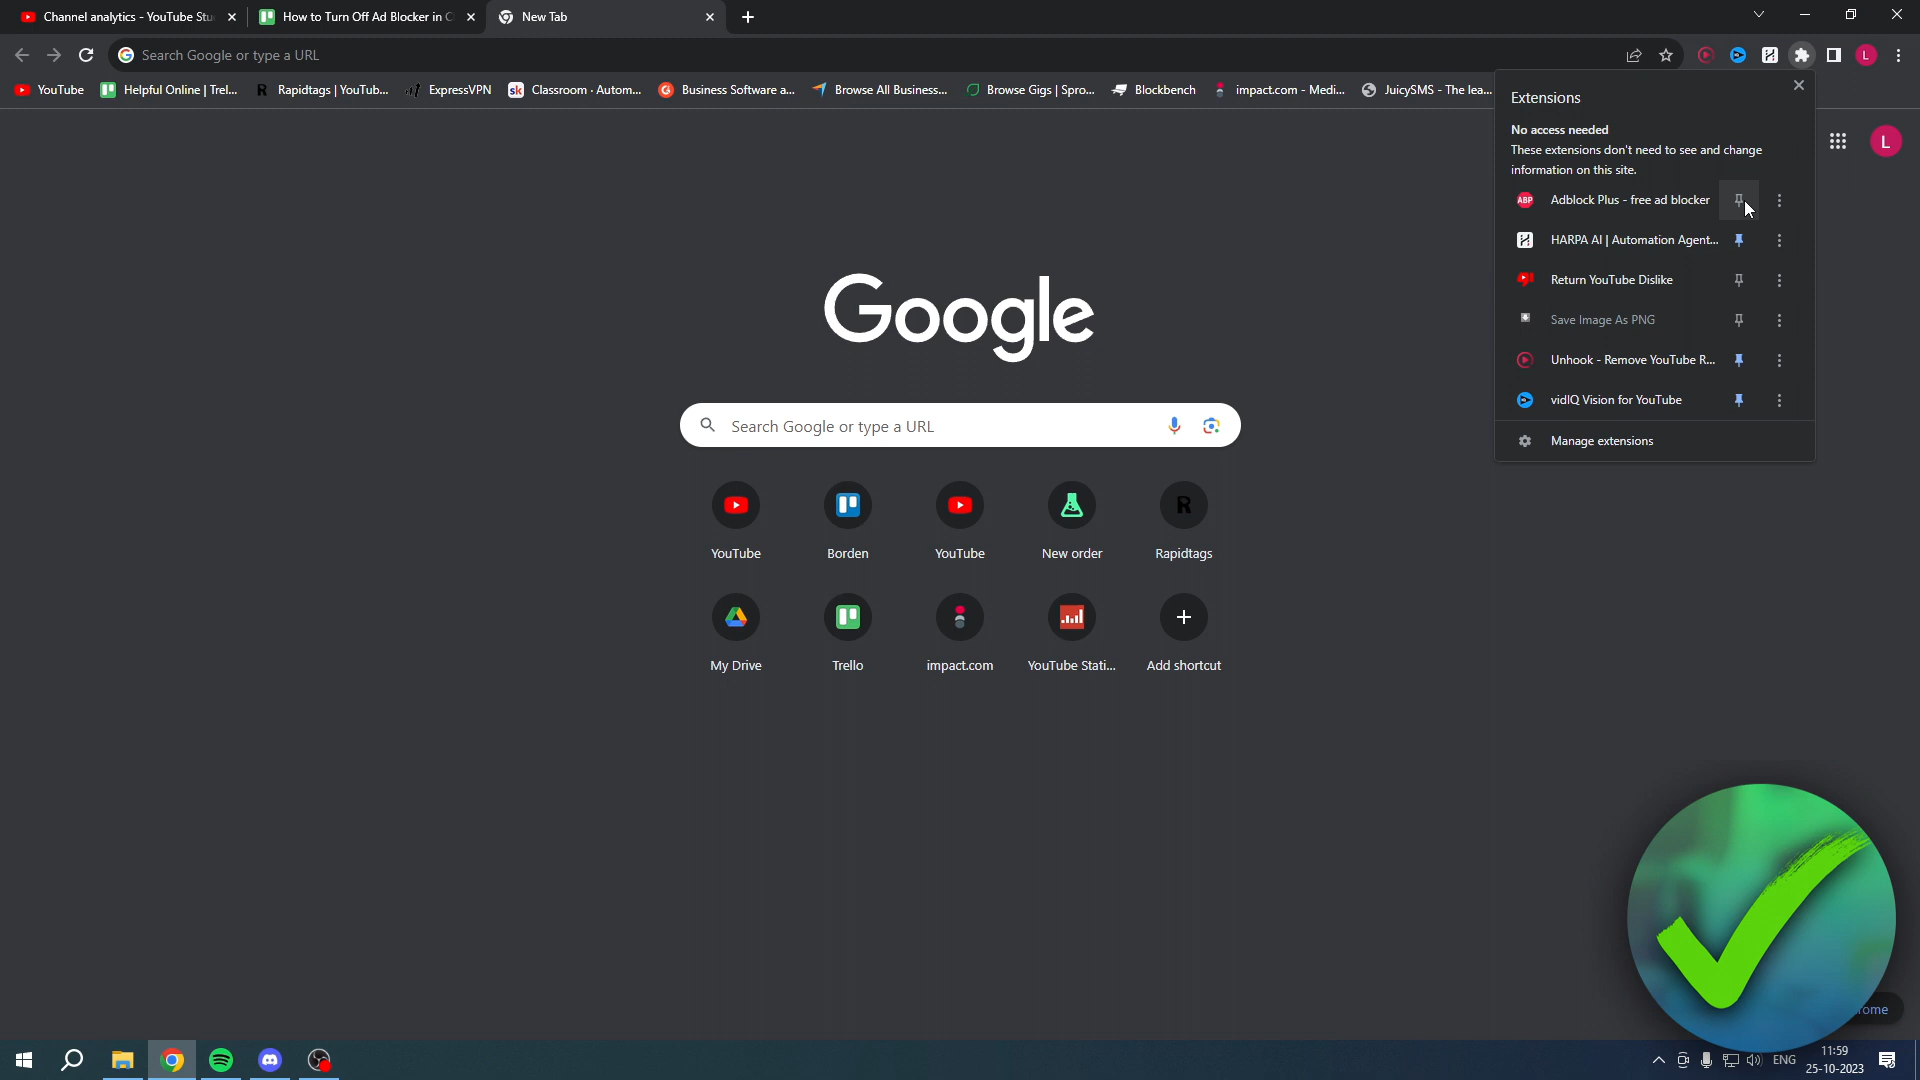 Channel analytics - YouTube Stu
How to Turn Off Ad Blocker in C
New Tab
Search Google or type a URL
L
YouTube
Helpful Online | Trel...
R
Rapidtags | YouTub...
ExpressVPN
sk
Classroom · Autom...
Business Software a...
Browse All Business...
Browse Gigs | Spro...
Blockbench
impact.com - Medi...
JuicySMS - The lea...
Extensions
No access needed
These extensions don't need to see and change
information on this site.
ABP
Adblock Plus - free ad blocker
HARPA AI | Automation Agent...
Return YouTube Dislike
Save Image As PNG
Unhook - Remove YouTube R...
vidIQ Vision for YouTube
Manage extensions
L
Google
Search Google or type a URL
YouTube
Borden
YouTube
New order
R
Rapidtags
My Drive
Trello
impact.com
YouTube Stati...
Add shortcut
ome
ENG
11:59
25-10-2023